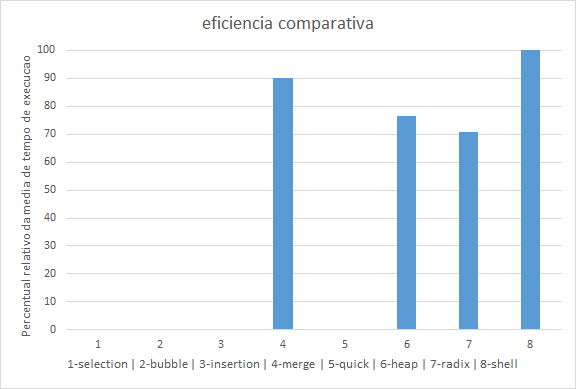 eficiencia comparativa
Percentual relativo da media de tempo de execucao
100
90
80
70
60
50
40
30
20
10
0
1 2 3 4 5 6 7 8
1-selection | 2-bubble | 3-insertion | 4-merge | 5-quick | 6-heap | 7-radix | 8-shell